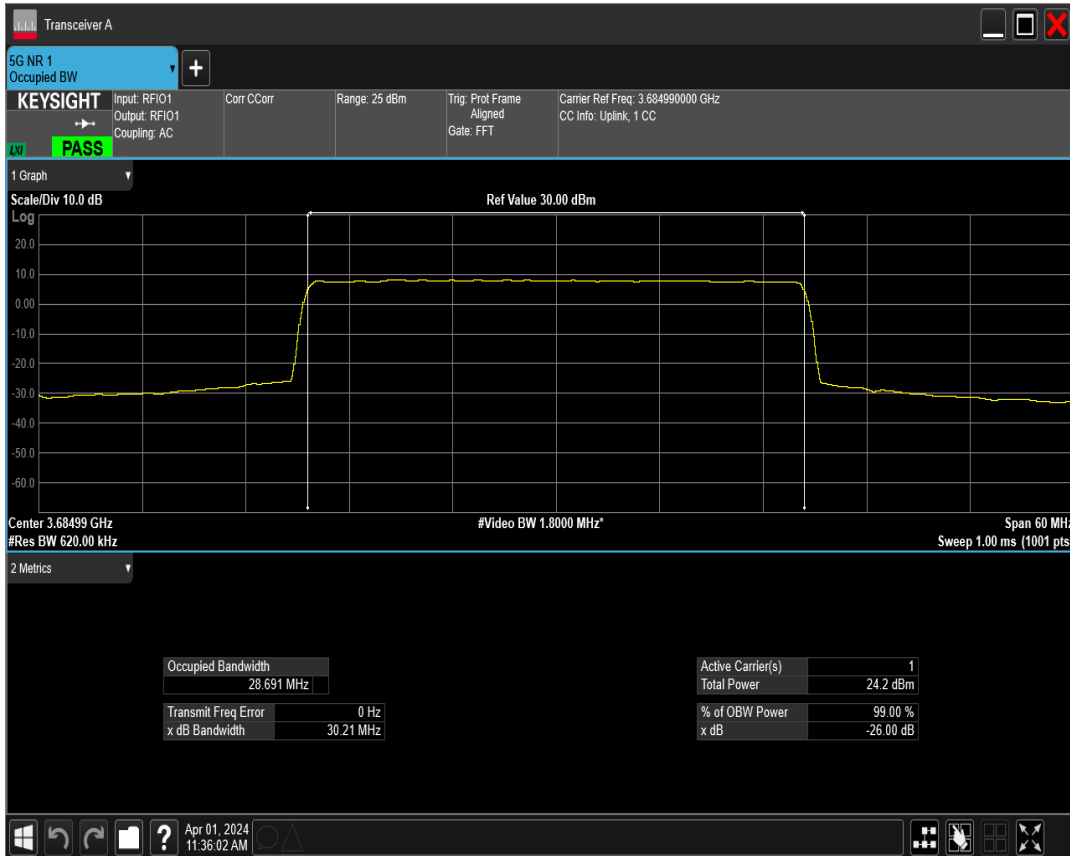 Transceiver A
5G NR 1
Occupied BW
KEYSIGHT
LXI
PASS
Input: RFIO1
Output: RFIO1
Coupling: AC
Corr CCorr
Range: 25 dBm
Trig: Prot Frame
Aligned
Gate: FFT
Carrier Ref Freq: 3.684990000 GHz
CC Info: Uplink, 1 CC
1 Graph
Scale/Div 10.0 dB
Ref Value 30.00 dBm
Log
20.0
10.0
0.00
-10.0
-20.0
-30.0
-40.0
-50.0
-60.0
Center 3.68499 GHz
#Video BW 1.8000 MHz*
Span 60 MHz
#Res BW 620.00 kHz
Sweep 1.00 ms (1001 pts
2 Metrics
Occupied Bandwidth
28.691 MHz
Transmit Freq Error 0 Hz
x dB Bandwidth 30.21 MHz
Active Carrier(s) 1
Total Power 24.2 dBm
% of OBW Power 99.00 %
x dB -26.00 dB
?
Apr 01, 2024
11:36:02 AM